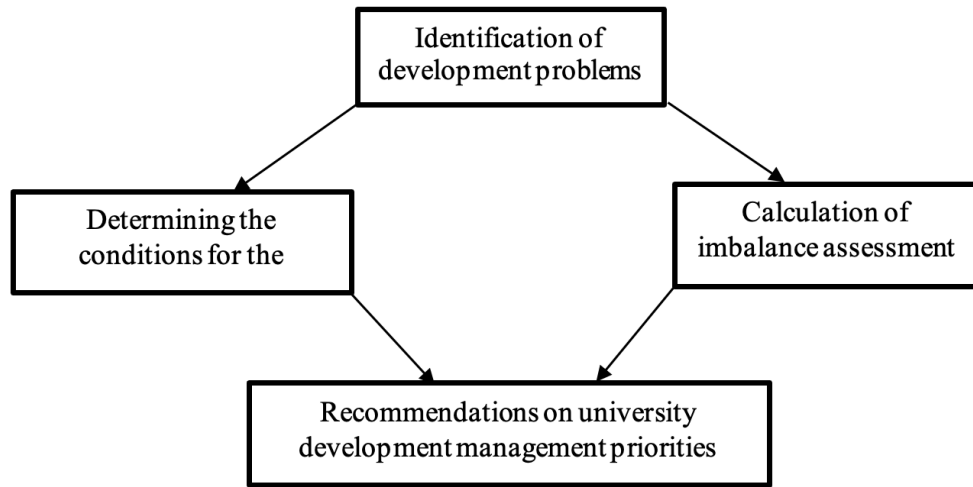 Identification of
development problems
Determining the
conditions for the
Calculation of
imbalance assessment
Recommendations on university
development management priorities